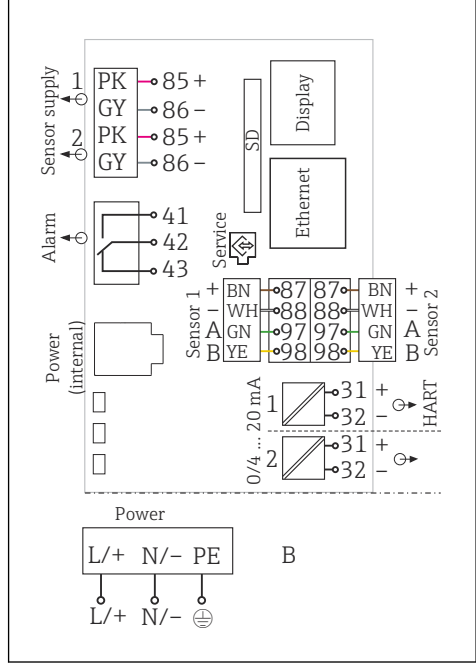 Sensor supply
1 PK 85 +
GY 86 –
2 PK 85 +
GY 86 –
Display
SD
Ethernet
Alarm
41
42
43
Service
Power
(internal)
Sensor 1
+ BN 87 87 BN +
– WH 88 88 WH –
A GN 97 97 GN A
B YE 98 98 YE B
Sensor 2
0/4 ... 20 mA
1 31 +
32 –
HART
2 31 +
32 –
Power
L/+ N/– PE
B
L/+ N/–